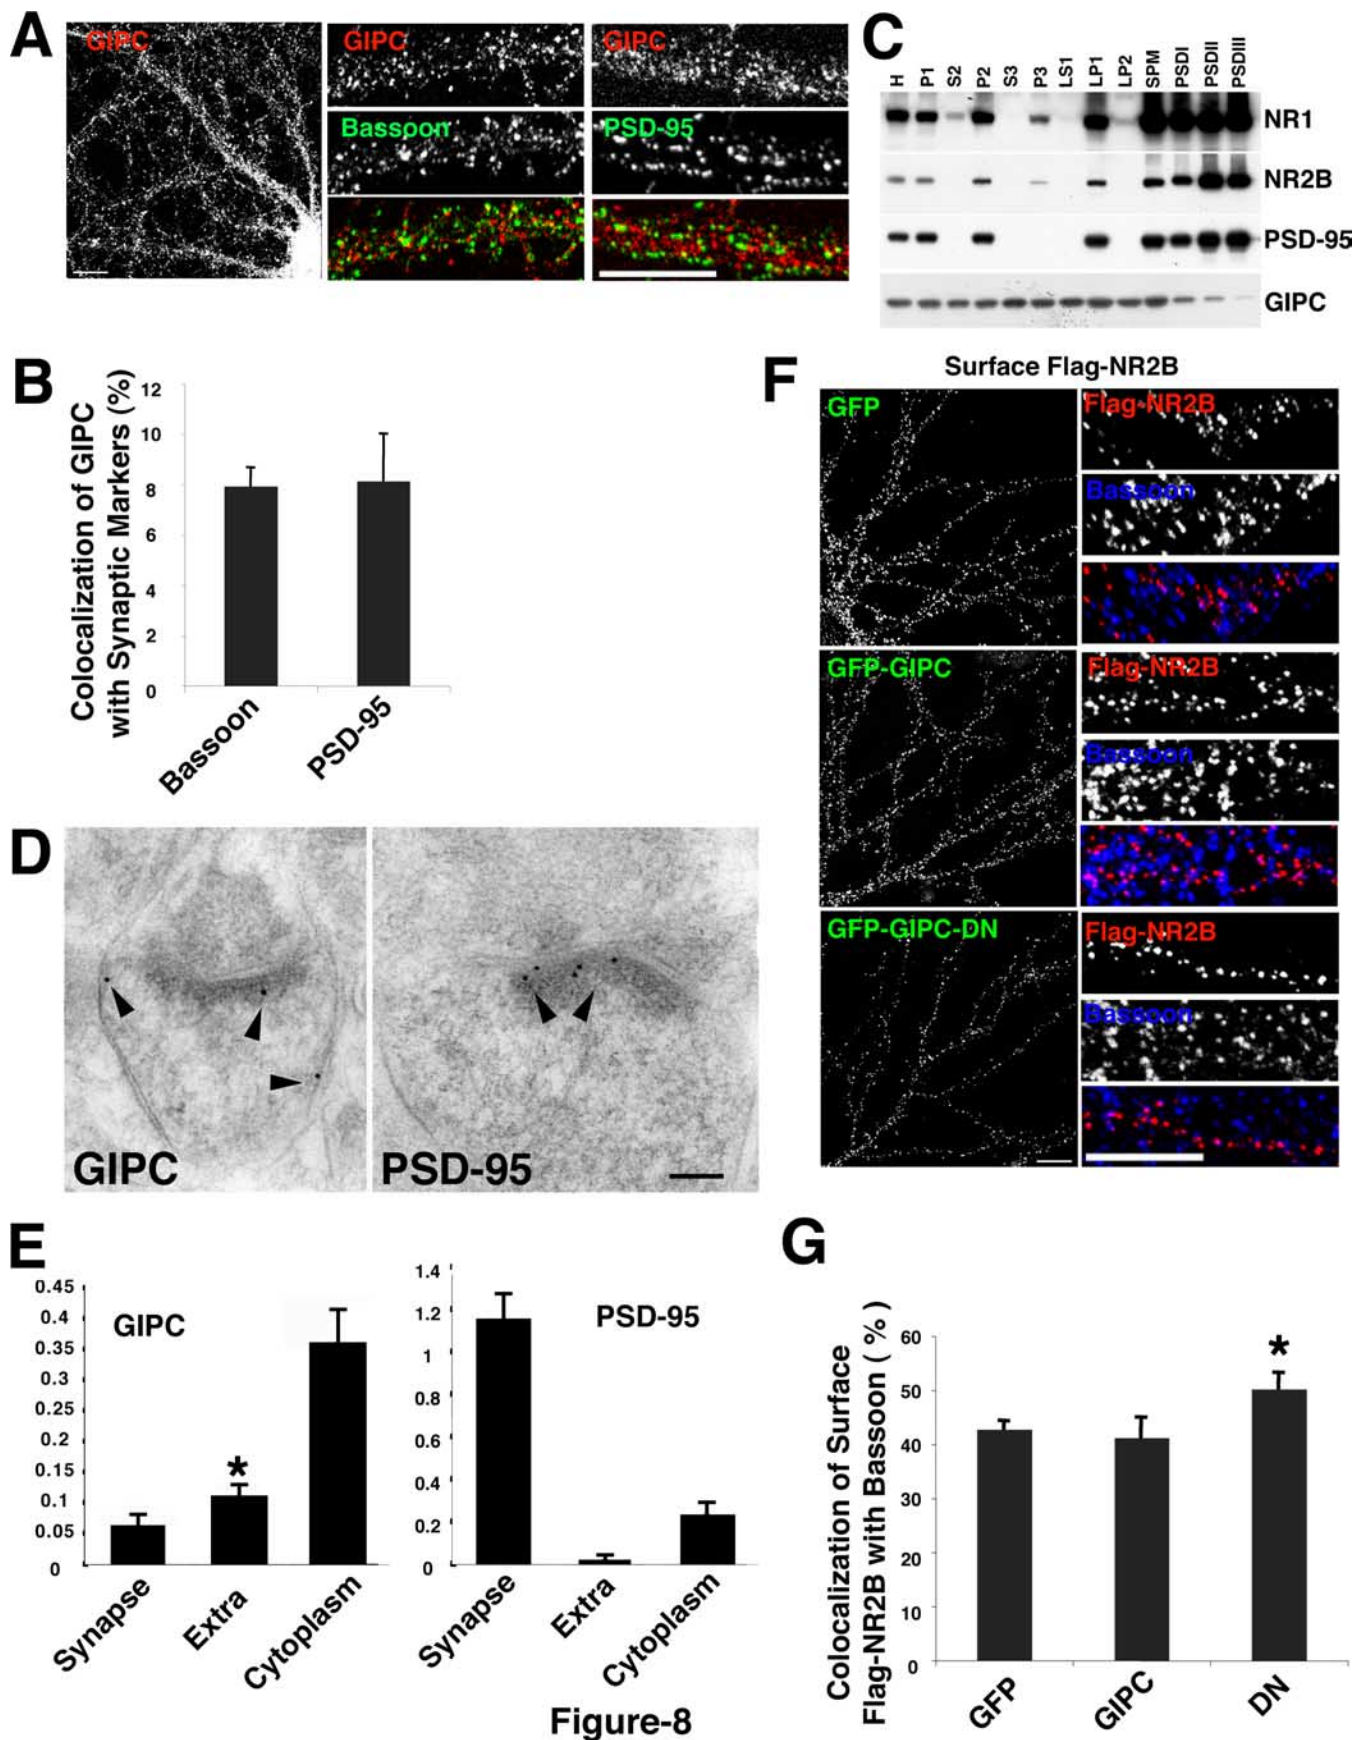 A
GIPC
GIPC
Bassoon
GIPC
PSD-95
C
H P1 S2 P2 S3 P3 LS1 LP1 LP2 SPM PSDI PSDII PSDIII
NR1
NR2B
PSD-95
GIPC
B
Colocalization of GIPC
with Synaptic Markers (%)
12
10
8
6
4
2
0
Bassoon
PSD-95
D
GIPC
PSD-95
E
0.45
0.4
0.35
0.3
0.25
0.2
0.15
0.1
0.05
0
GIPC
*
Synapse
Extra
Cytoplasm
1.4
1.2
1
0.8
0.6
0.4
0.2
0
PSD-95
Synapse
Extra
Cytoplasm
F
Surface Flag-NR2B
GFP
Flag-NR2B
Bassoon
GFP-GIPC
Flag-NR2B
Bassoon
GFP-GIPC-DN
Flag-NR2B
Bassoon
G
Colocalization of Surface
Flag-NR2B with Bassoon ( % )
60
50
40
30
20
10
0
*
GFP
GIPC
DN
Figure-8